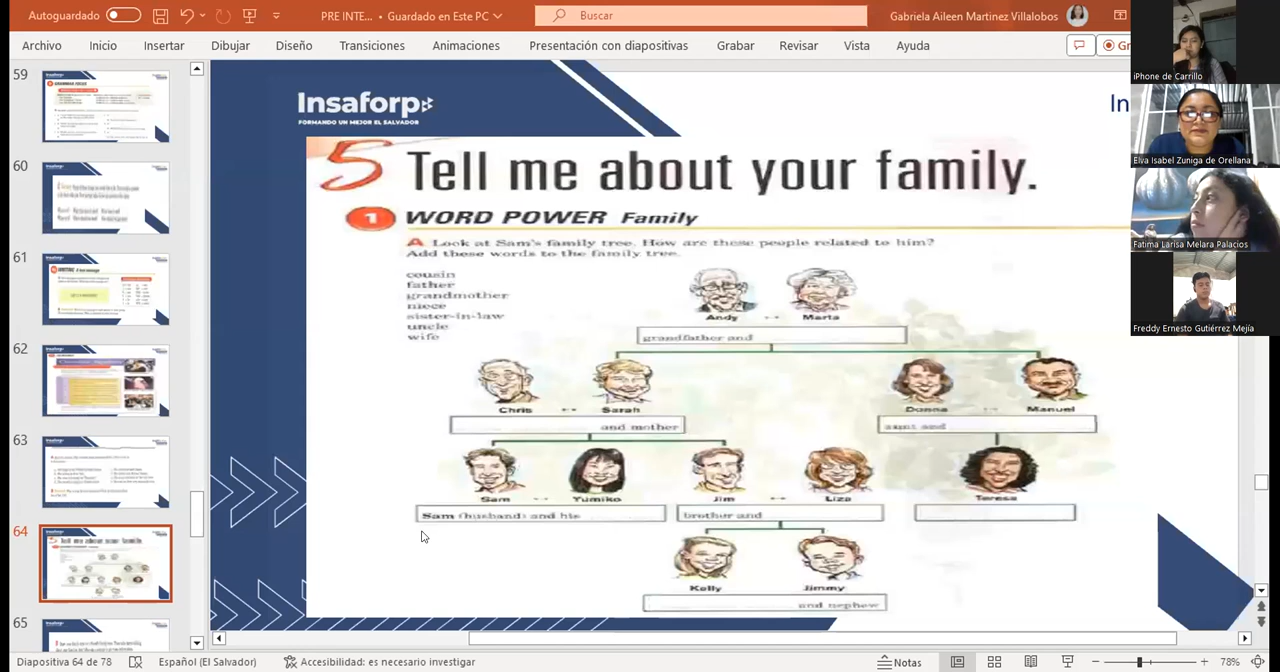 Autoguardado
PRE INTE... • Guardado en Este PC
Buscar
Gabriela Aileen Martinez Villalobos
Archivo Inicio Insertar Dibujar Diseño Transiciones Animaciones Presentación con diapositivas Grabar Revisar Vista Ayuda
iPhone de Carrillo
Elva Isabel Zuniga de Orellana
Fatima Larisa Melara Palacios
Freddy Ernesto Gutiérrez Mejía
59
60
61
62
63
64
65
Insaforp
FORMANDO UN MEJOR EL SALVADOR
In
5 Tell me about your family.
1 WORD POWER Family
A Look at Sam's family tree. How are these people related to him?
Add these words to the family tree.
cousin
father
grandmother
niece
sister-in-law
uncle
wife
Andy Marta
grandfather and
Chris Sarah
and mother
Donna Manuel
aunt and
Sam Yumiko
Sam (husband) and his
Jim Liza
brother and
Teresa
Kelly Jimmy
and nephew
Diapositiva 64 de 78
Español (El Salvador)
Accesibilidad: es necesario investigar
Notas
78%